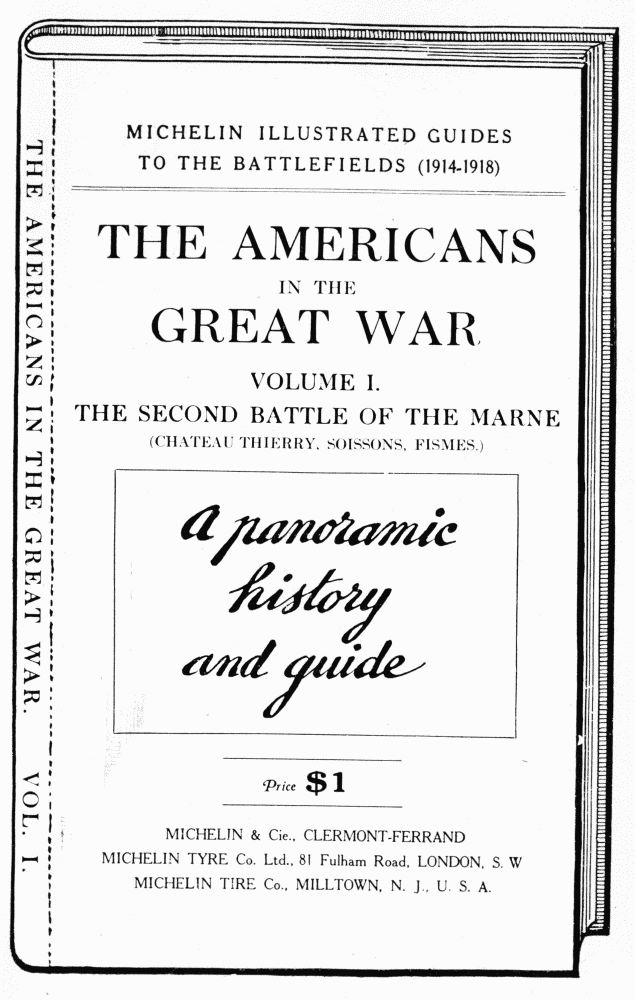 MICHELIN ILLUSTRATED GUIDES
TO THE BATTLEFIELDS (1914-1918)
THE AMERICANS
IN THE
GREAT WAR
VOLUME I.
THE SECOND BATTLE OF THE MARNE
(CHATEAU THIERRY, SOISSONS, FISMES.)
a panoramic
history
and guide
Price $1
MICHELIN & Cie., CLERMONT-FERRAND
MICHELIN TYRE Co. Ltd., 81 Fulham Road, LONDON, S. W
MICHELIN TIRE Co., MILLTOWN, N. J., U. S. A.
THE AMERICANS IN THE GREAT WAR. VOL. I.